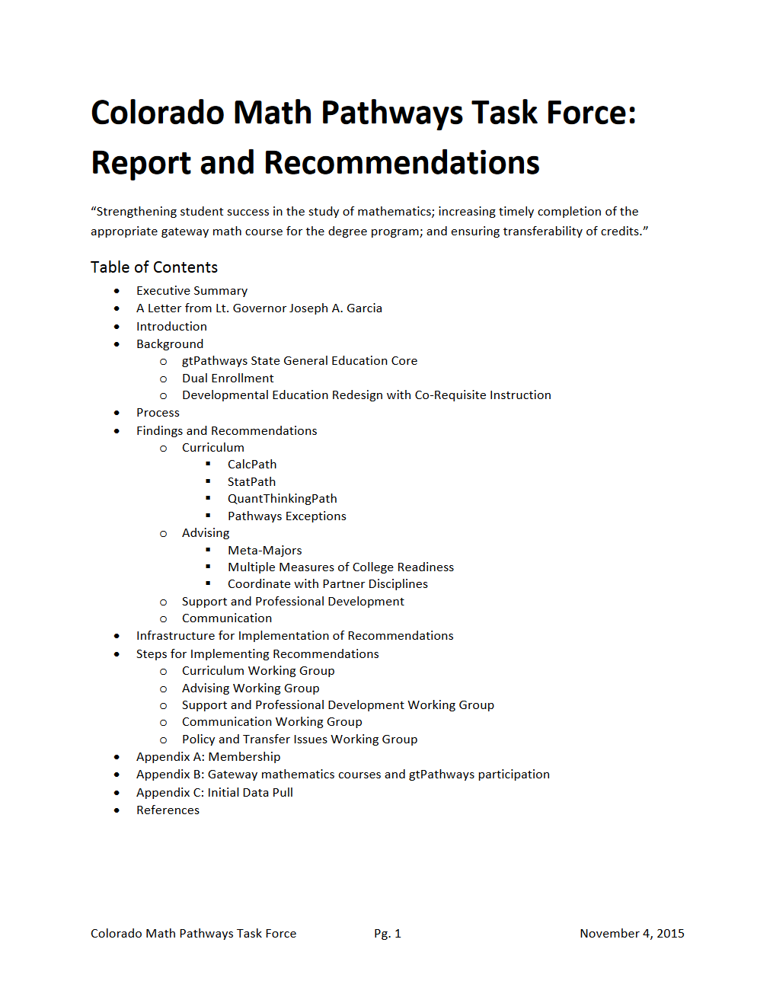 Colorado Math Pathways Task Force:
Report and Recommendations
“Strengthening student success in the study of mathematics; increasing timely completion of the
appropriate gateway math course for the degree program; and ensuring transferability of credits.”
Table of Contents
• Executive Summary
• A Letter from Lt. Governor Joseph A. Garcia
• Introduction
• Background
o gtPathways State General Education Core
o Dual Enrollment
o Developmental Education Redesign with Co-Requisite Instruction
• Process
• Findings and Recommendations
o Curriculum
▪ CalcPath
▪ StatPath
▪ QuantThinkingPath
▪ Pathways Exceptions
o Advising
▪ Meta-Majors
▪ Multiple Measures of College Readiness
▪ Coordinate with Partner Disciplines
o Support and Professional Development
o Communication
• Infrastructure for Implementation of Recommendations
• Steps for Implementing Recommendations
o Curriculum Working Group
o Advising Working Group
o Support and Professional Development Working Group
o Communication Working Group
o Policy and Transfer Issues Working Group
• Appendix A: Membership
• Appendix B: Gateway mathematics courses and gtPathways participation
• Appendix C: Initial Data Pull
• References
Colorado Math Pathways Task Force Pg. 1 November 4, 2015